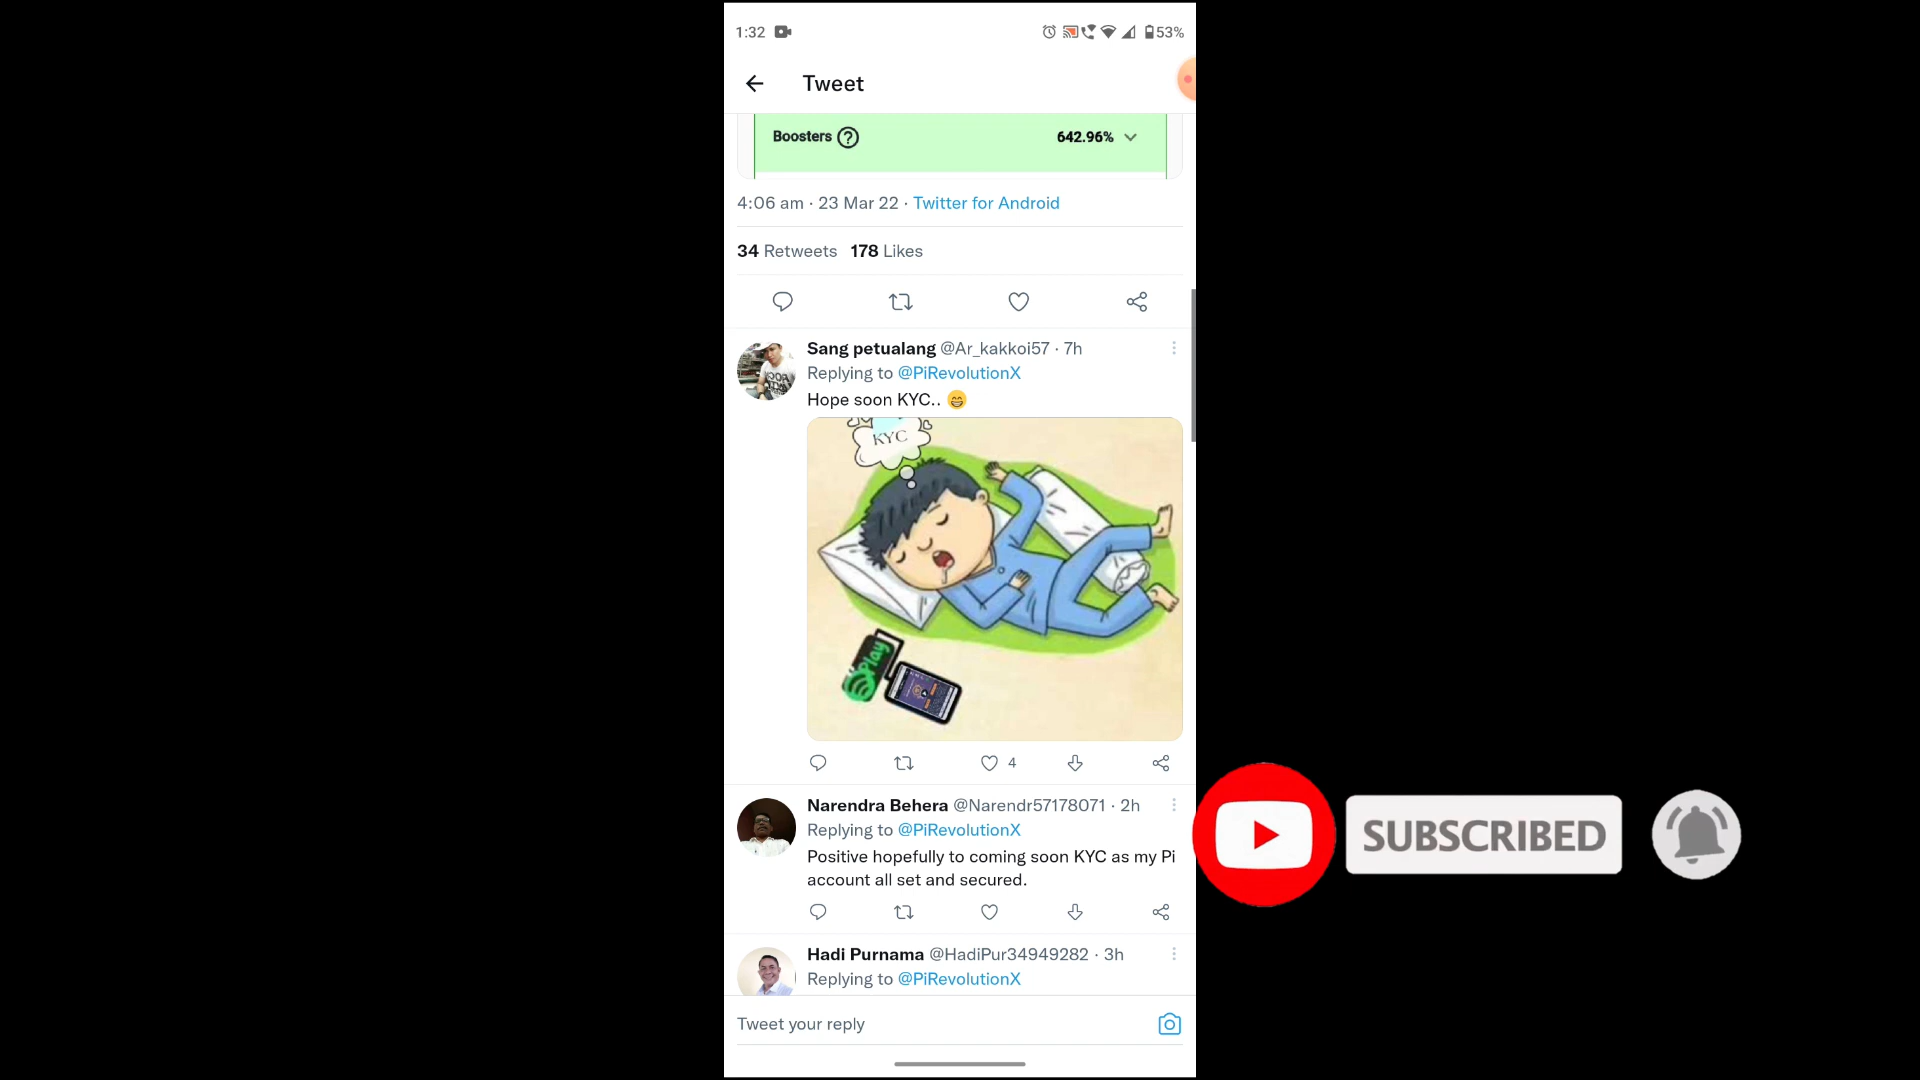 1:32 53%
Tweet
Boosters ? 642.96%
4:06 am · 23 Mar 22 · Twitter for Android
34 Retweets 178 Likes
Sang petualang @Ar_kakkoi57 · 7h
Replying to @PiRevolutionX
Hope soon KYC.. 😁
KYC
Play
4
Narendra Behera @Narendr57178071 · 2h
Replying to @PiRevolutionX
Positive hopefully to coming soon KYC as my Pi
account all set and secured.
SUBSCRIBED
Hadi Purnama @HadiPur34949282 · 3h
Replying to @PiRevolutionX
Tweet your reply